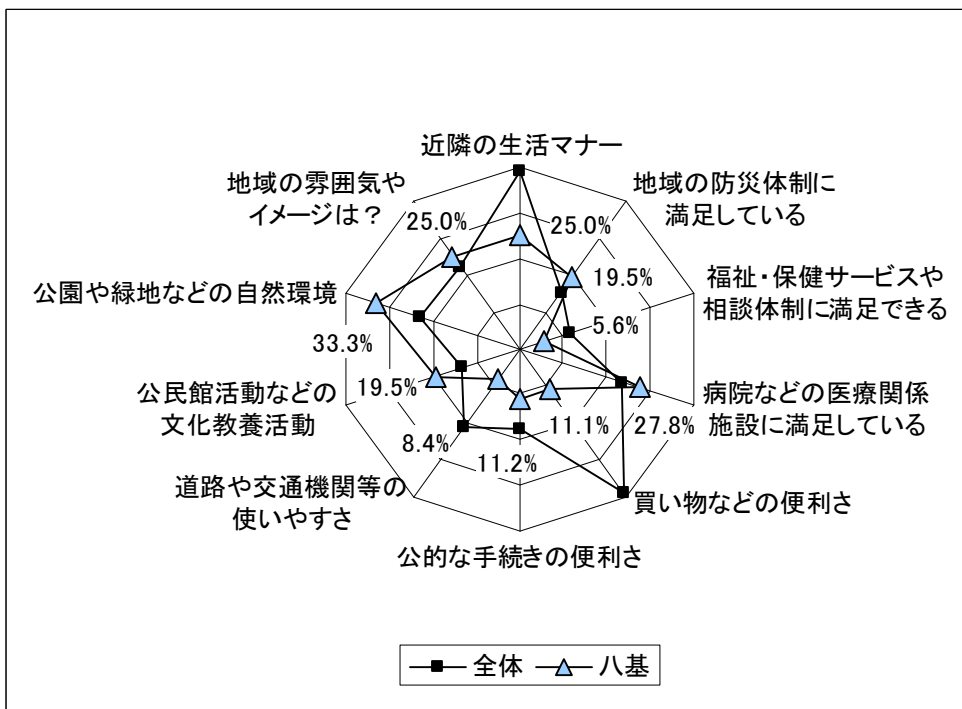 近隣の生活マナー
地域の雰囲気や
イメージは？
地域の防災体制に
満足している
25.0%
25.0%
公園や緑地などの自然環境
19.5%
福祉・保健サービスや
相談体制に満足できる
5.6%
33.3%
公民館活動などの
文化教養活動
19.5%
病院などの医療関係
施設に満足している
27.8%
11.1%
8.4%
11.2%
道路や交通機関等の
使いやすさ
買い物などの便利さ
公的な手続きの便利さ
全体
八基